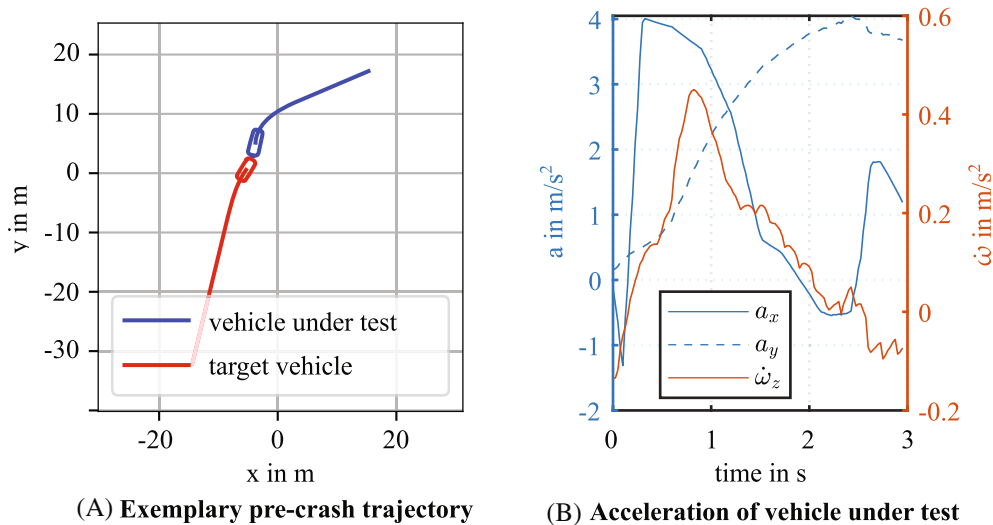 20
10
0
-10
-20
-30
y in m
vehicle under test
target vehicle
-20 0 20
x in m
(A) Exemplary pre-crash trajectory
4
3
2
1
0
-1
-2
a in m/s²
0.6
0.4
0.2
0
-0.2
ω̇ in m/s²
a_x
a_y
ω̇_z
0 1 2 3
time in s
(B) Acceleration of vehicle under test